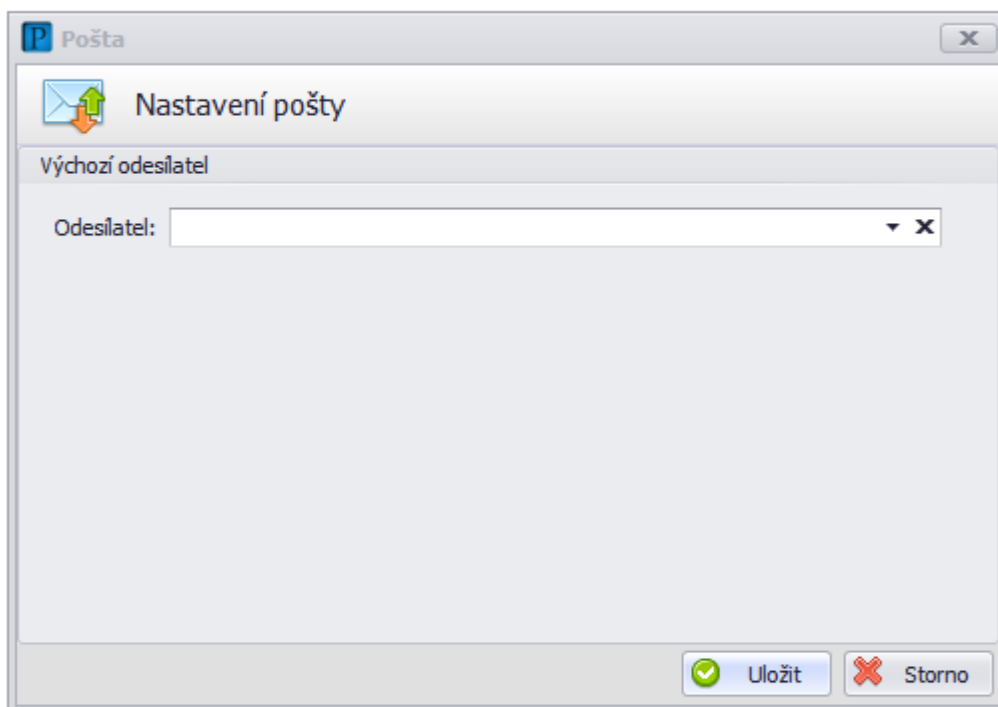 P Pošta
Nastavení pošty
Výchozí odesílatel
Odesílatel:
Uložit Storno